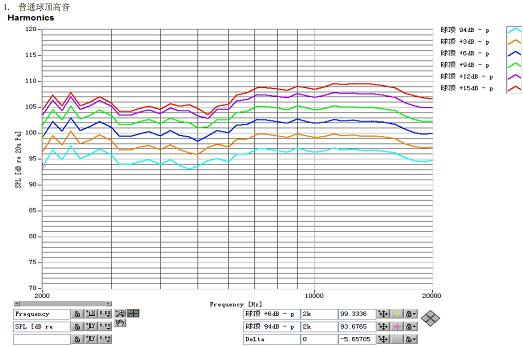 1. 普通球顶高音
Harmonics
球顶 94dB - p
球顶 +3dB - p
球顶 +6dB - p
球顶 +9dB - p
球顶 +12dB - p
球顶 +15dB - p
120
115
110
105
100
95
90
85
80
75
70
SPL [dB re 20u Pa]
2000
10000
20000
Frequency [Hz]
Frequency
SPL [dB re
球顶 +6dB - p 2k 99.3336
球顶 94dB - p 2k 93.6765
Delta 0 -5.65705